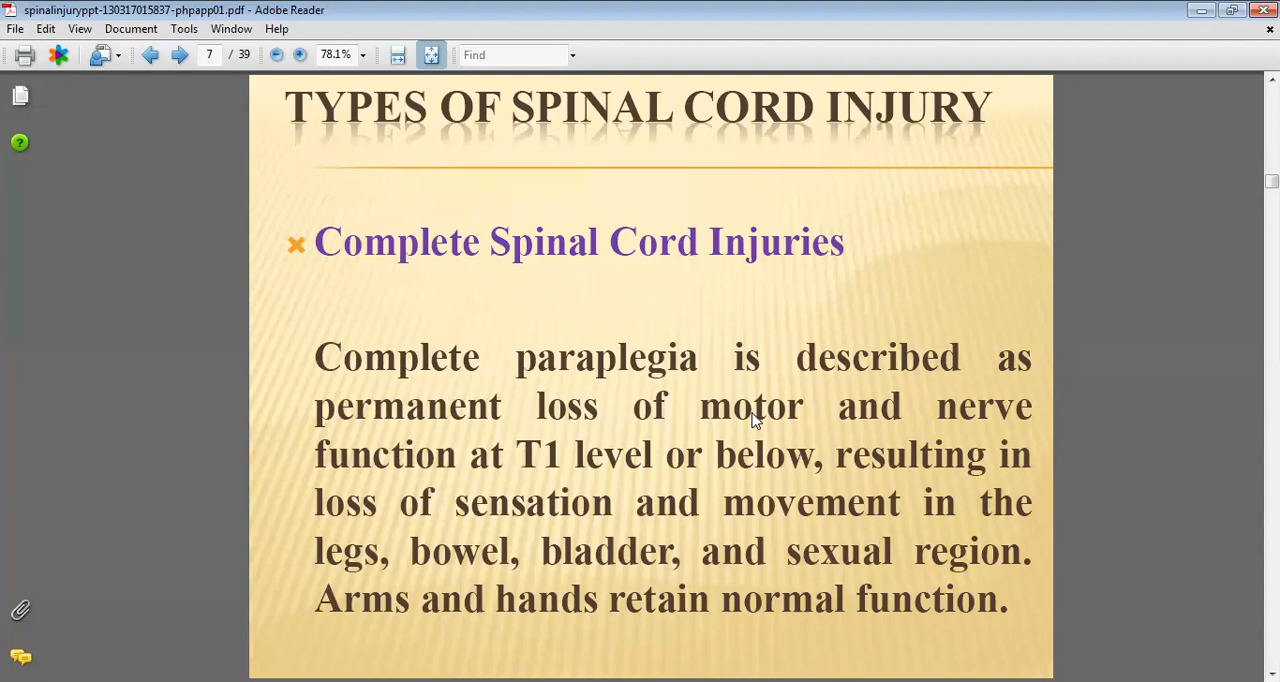 spinalinjuryppt-130317015837-phpapp01.pdf - Adobe Reader
File Edit View Document Tools Window Help
7 / 39 78.1% Find
TYPES OF SPINAL CORD INJURY
Complete Spinal Cord Injuries
Complete paraplegia is described as
permanent loss of motor and nerve
function at T1 level or below, resulting in
loss of sensation and movement in the
legs, bowel, bladder, and sexual region.
Arms and hands retain normal function.